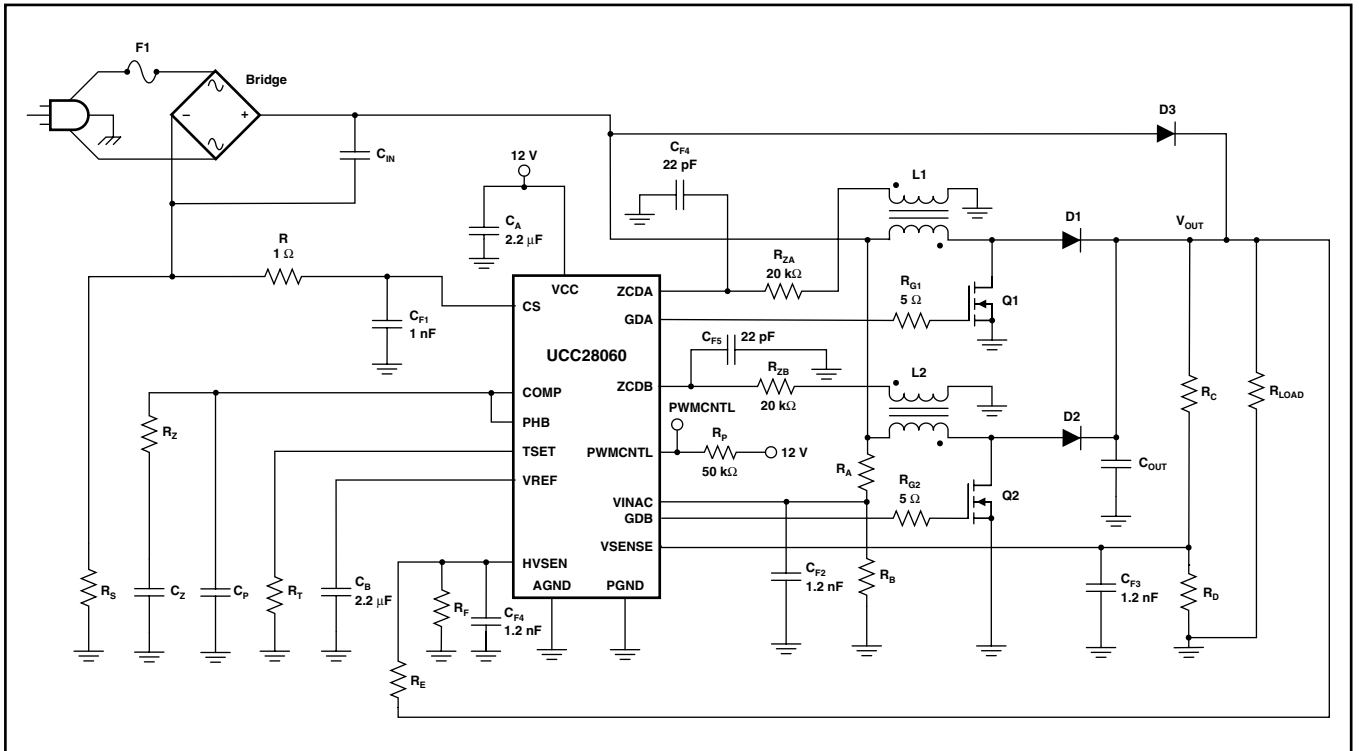 F1
Bridge
−
+
D3
C_IN
C_F4
22 pF
12 V
L1
C_A
2.2 μF
D1
V_OUT
R
1 Ω
R_ZA
20 kΩ
VCC
ZCDA
CS
R_G1
5 Ω
Q1
GDA
C_F1
1 nF
C_F5
22 pF
UCC28060
L2
R_ZB
20 kΩ
ZCDB
COMP
PHB
PWMCNTL
R_C
R_LOAD
D2
R_Z
R_P
50 kΩ
12 V
TSET
PWMCNTL
R_A
C_OUT
VREF
R_G2
5 Ω
Q2
VINAC
GDB
VSENSE
HVSEN
C_F2
1.2 nF
R_B
C_F3
1.2 nF
R_D
AGND
PGND
R_S
C_Z
C_P
R_T
C_B
2.2 μF
R_F
C_F4
1.2 nF
R_E